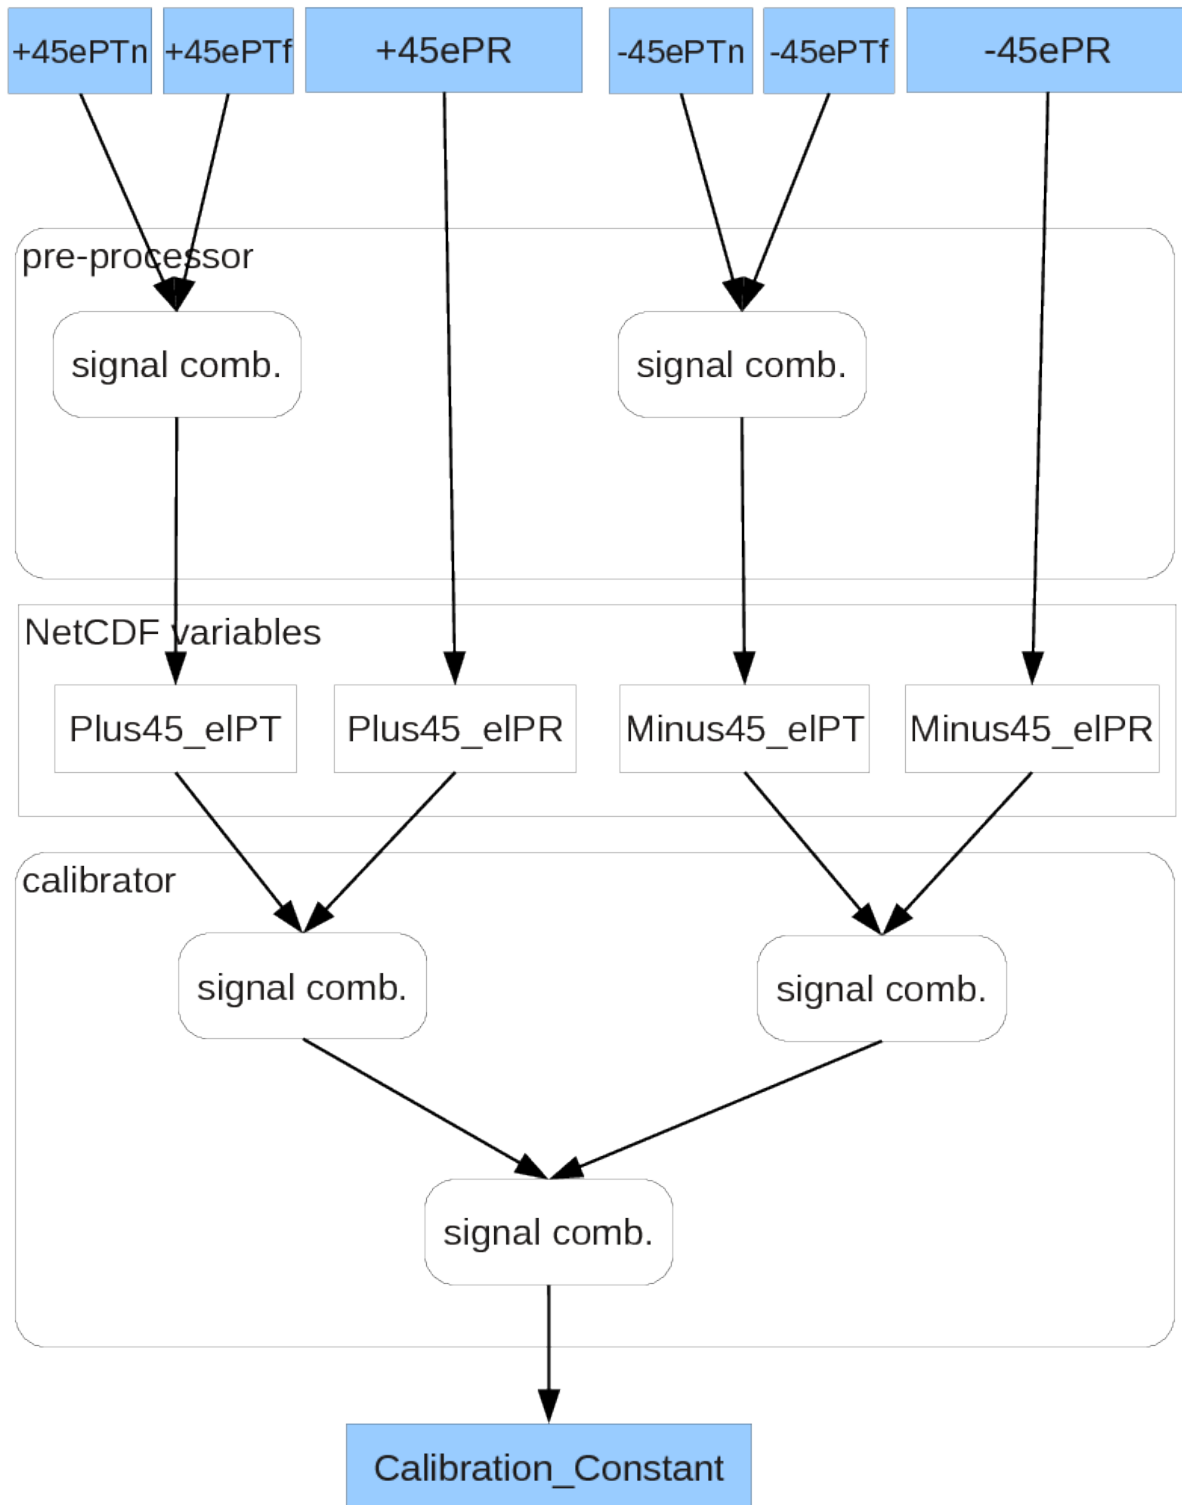 +45ePTn +45ePTf +45ePR -45ePTn -45ePTf -45ePR
pre-processor
signal comb. signal comb.
NetCDF variables
Plus45_elPT Plus45_elPR Minus45_elPT Minus45_elPR
calibrator
signal comb. signal comb.
signal comb.
Calibration_Constant